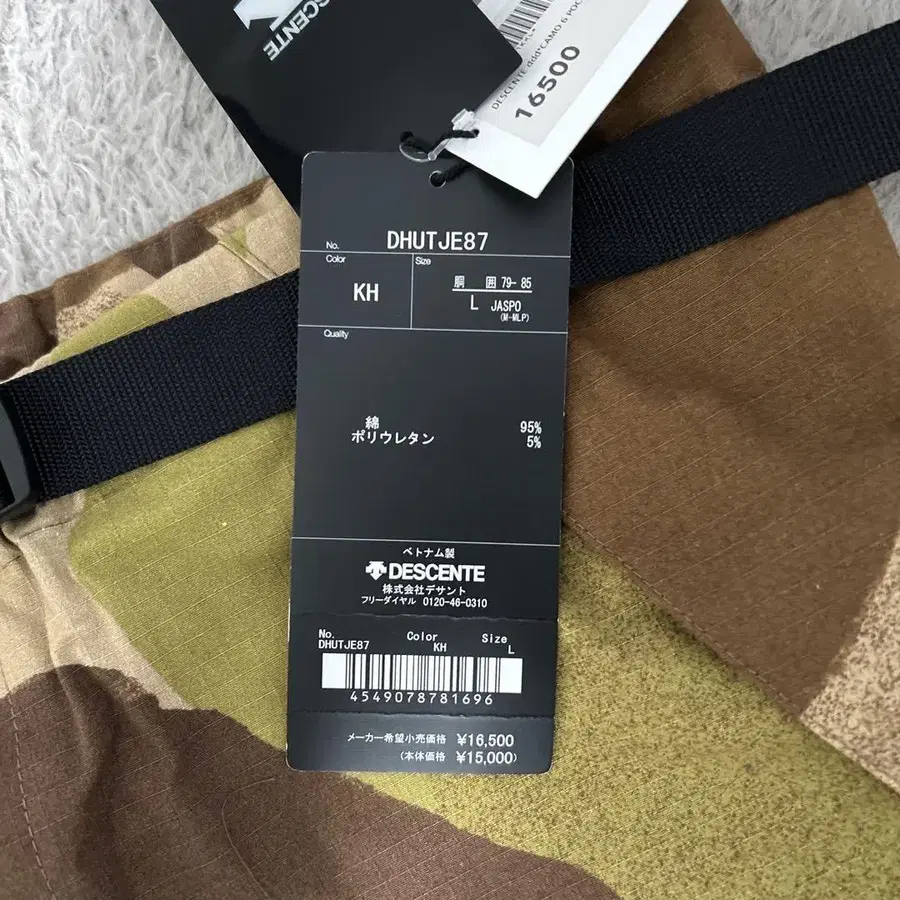 DESCENTE
DESCENTE ddd*CAMO 6 POC
16500
No. DHUTJE87
Color
Size
KH
胴 囲 79- 85
L JASPO
(M-MLP)
Quality
綿 95%
ポリウレタン 5%
ベトナム製
DESCENTE
株式会社デサント
フリーダイヤル 0120-46-0310
No. Color Size
DHUTJE87 KH L
4549078781696
メーカー希望小売価格 ¥16,500
(本体価格 ¥15,000)